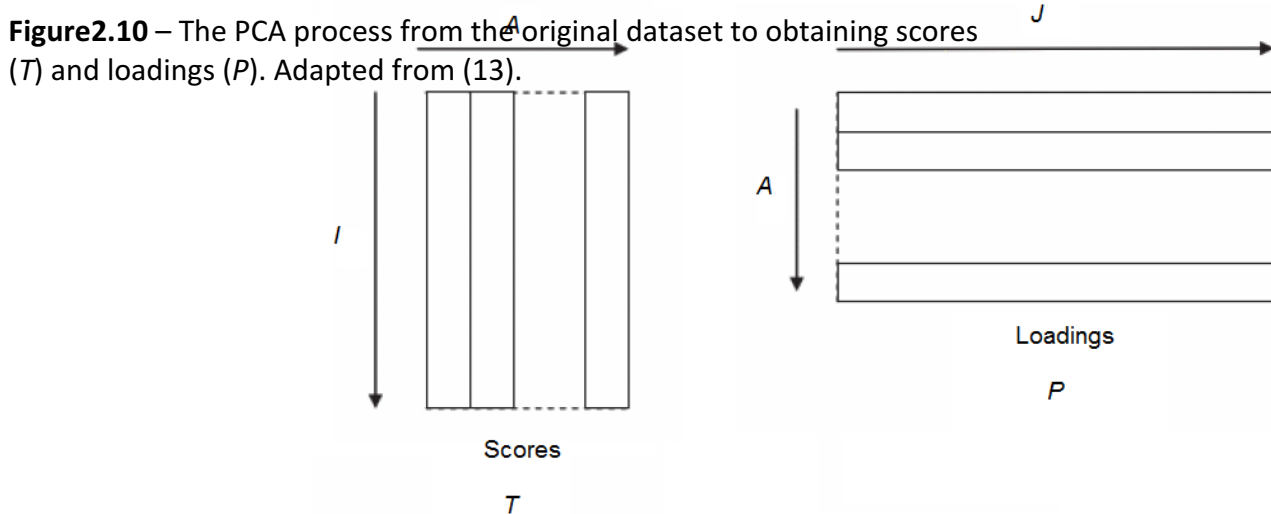 Figure2.10 – The PCA process from the original dataset to obtaining scores
(T) and loadings (P). Adapted from (13).
A
J
I
A
Scores
T
Loadings
P